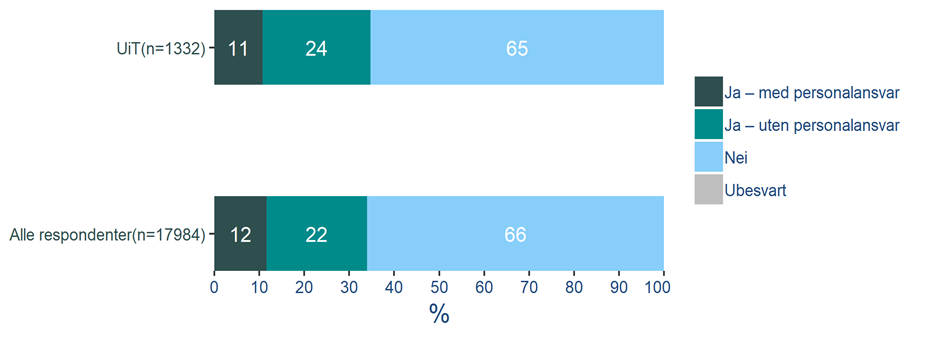 UiT(n=1332)
11 24 65
Ja – med personalansvar
Ja – uten personalansvar
Nei
Ubesvart
Alle respondenter(n=17984)
12 22 66
0 10 20 30 40 50 60 70 80 90 100
%